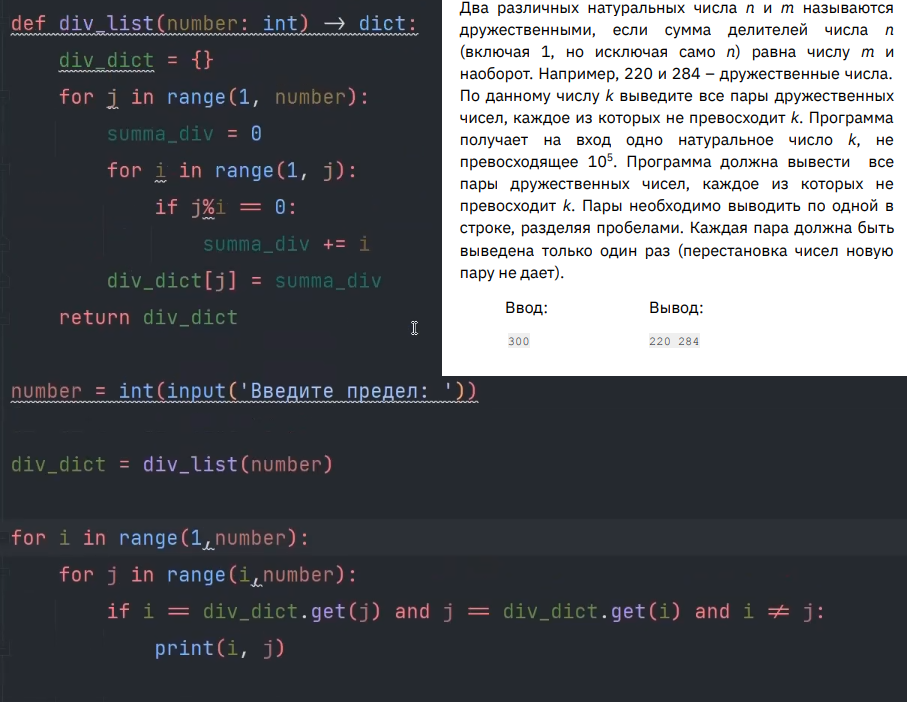 def div_list(number: int) → dict:
    div_dict = {}
    for j in range(1, number):
        summa_div = 0
        for i in range(1, j):
            if j%i == 0:
                summa_div += i
        div_dict[j] = summa_div
    return div_dict
number = int(input('Введите предел: '))
div_dict = div_list(number)
for i in range(1,number):
    for j in range(i,number):
        if i == div_dict.get(j) and j == div_dict.get(i) and i ≠ j:
            print(i, j)
Два различных натуральных числа n и m называются
дружественными, если сумма делителей числа n
(включая 1, но исключая само n) равна числу m и
наоборот. Например, 220 и 284 – дружественные числа.
По данному числу k выведите все пары дружественных
чисел, каждое из которых не превосходит k. Программа
получает на вход одно натуральное число k, не
превосходящее 10⁵. Программа должна вывести все
пары дружественных чисел, каждое из которых не
превосходит k. Пары необходимо выводить по одной в
строке, разделяя пробелами. Каждая пара должна быть
выведена только один раз (перестановка чисел новую
пару не дает).
Ввод: Вывод:
300 220 284